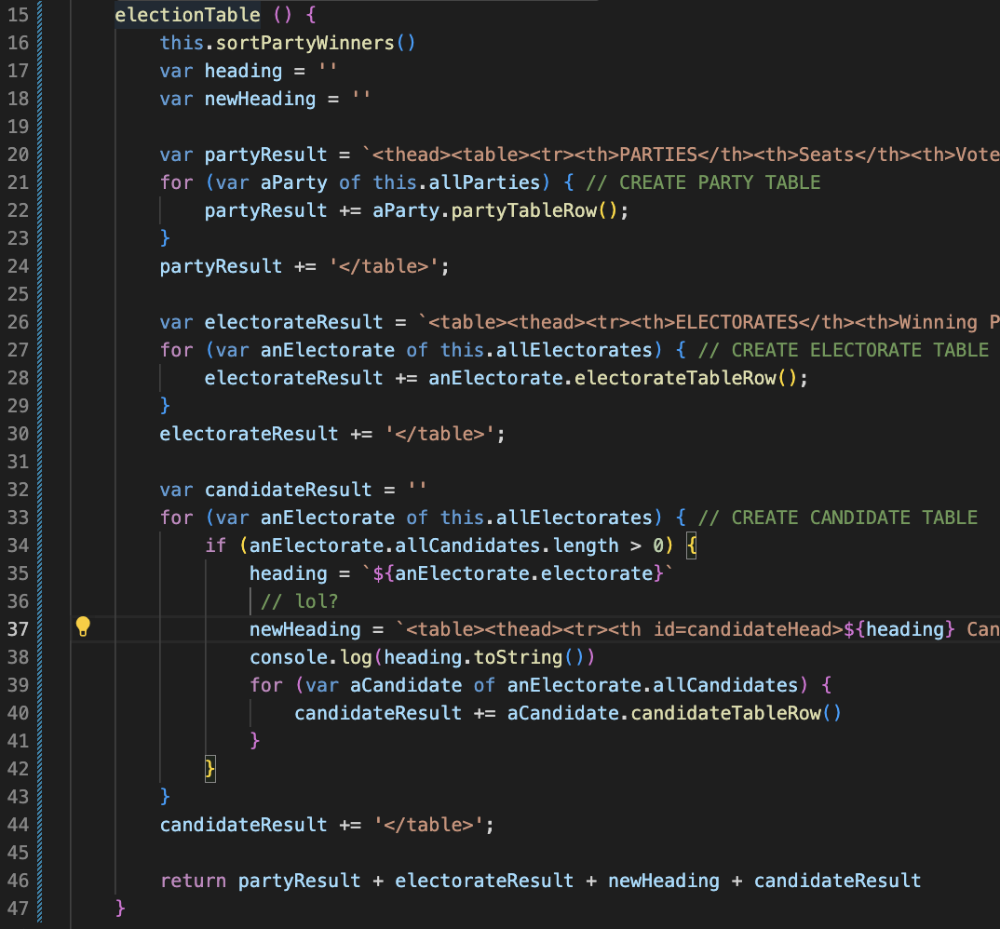 15 electionTable () {
16 this.sortPartyWinners()
17 var heading = ''
18 var newHeading = ''
19
20 var partyResult = `<thead><table><tr><th>PARTIES</th><th>Seats</th><th>Vote
21 for (var aParty of this.allParties) { // CREATE PARTY TABLE
22 partyResult += aParty.partyTableRow();
23 }
24 partyResult += '</table>';
25
26 var electorateResult = `<table><thead><tr><th>ELECTORATES</th><th>Winning P
27 for (var anElectorate of this.allElectorates) { // CREATE ELECTORATE TABLE
28 electorateResult += anElectorate.electorateTableRow();
29 }
30 electorateResult += '</table>';
31
32 var candidateResult = ''
33 for (var anElectorate of this.allElectorates) { // CREATE CANDIDATE TABLE
34 if (anElectorate.allCandidates.length > 0) {
35 heading = `${anElectorate.electorate}`
36 // lol?
37 newHeading = `<table><thead><tr><th id=candidateHead>${heading} Can
38 console.log(heading.toString())
39 for (var aCandidate of anElectorate.allCandidates) {
40 candidateResult += aCandidate.candidateTableRow()
41 }
42 }
43 }
44 candidateResult += '</table>';
45
46 return partyResult + electorateResult + newHeading + candidateResult
47 }